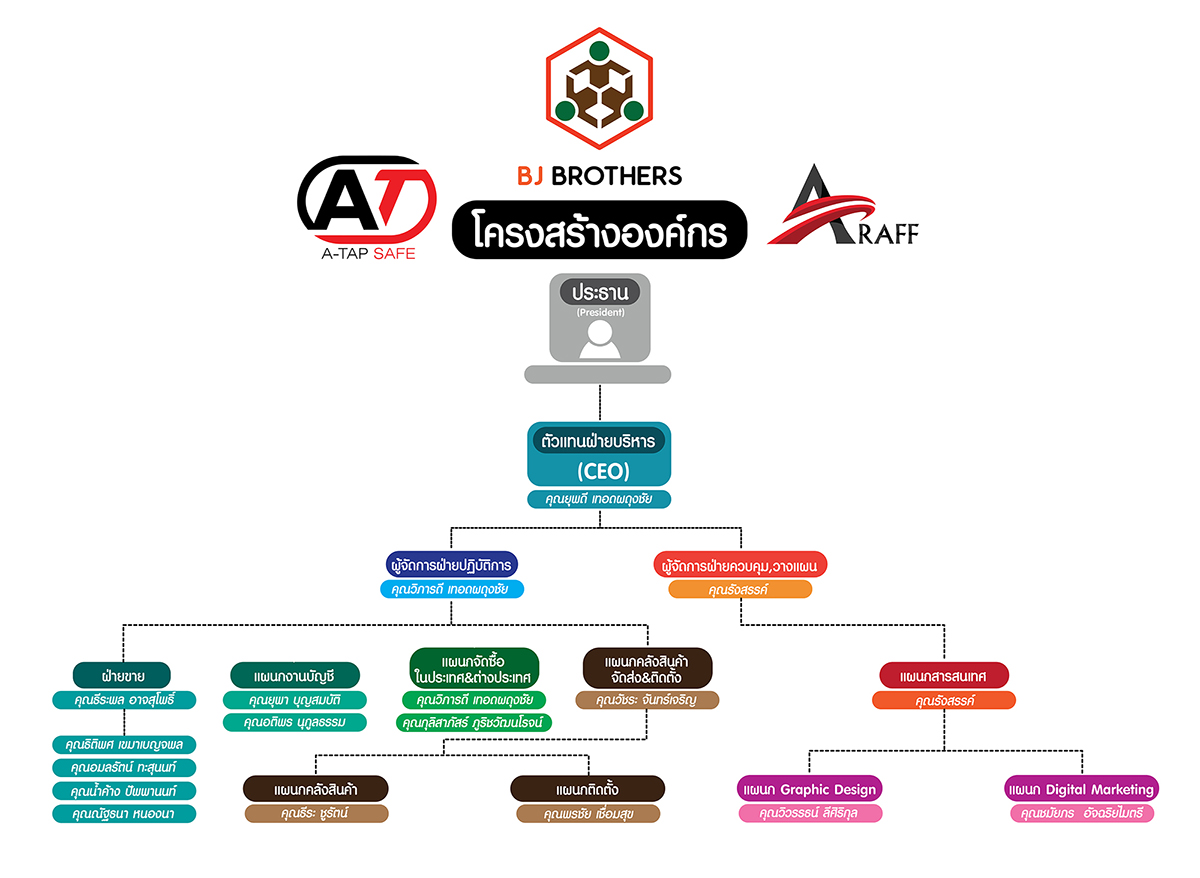 BJ BROTHERS
AT
A-TAP SAFE
โครงสร้างองค์กร
ARAFF
ประธาน
(President)
ตัวแทนฝ่ายบริหาร
(CEO)
คุณยุพดี เทอดผดุงชัย
ผู้จัดการฝ่ายปฏิบัติการ
คุณวิภารดี เทอดผดุงชัย
ผู้จัดการฝ่ายควบคุม,วางแผน
คุณรังสรรค์
ฝ่ายขาย
คุณธีระพล อาจสุโพธิ์
คุณธิติพศ เขมาเบญจพล
คุณอมลรัตน์ ทะสุนนท์
คุณน้ำค้าง ปัพพานนท์
คุณณัฐธนา หนองนา
แผนกงานบัญชี
คุณยุพา บุญสมบัติ
คุณอติพร นุกูลธรรม
แผนกจัดซื้อ
ในประเทศ&ต่างประเทศ
คุณวิภารดี เทอดผดุงชัย
คุณกุลิสาภัสร์ ภูริชวัฒนโรจน์
แผนกคลังสินค้า
จัดส่ง&ติดตั้ง
คุณวัชระ จันทร์เจริญ
แผนกคลังสินค้า
คุณธีระ ชูรัตน์
แผนกติดตั้ง
คุณพรชัย เชื่อมสุข
แผนกสารสนเทศ
คุณรังสรรค์
แผนก Graphic Design
คุณวิวรรธน์ ลีศิริกุล
แผนก Digital Marketing
คุณชมัยภร อัจฉริยไมตรี